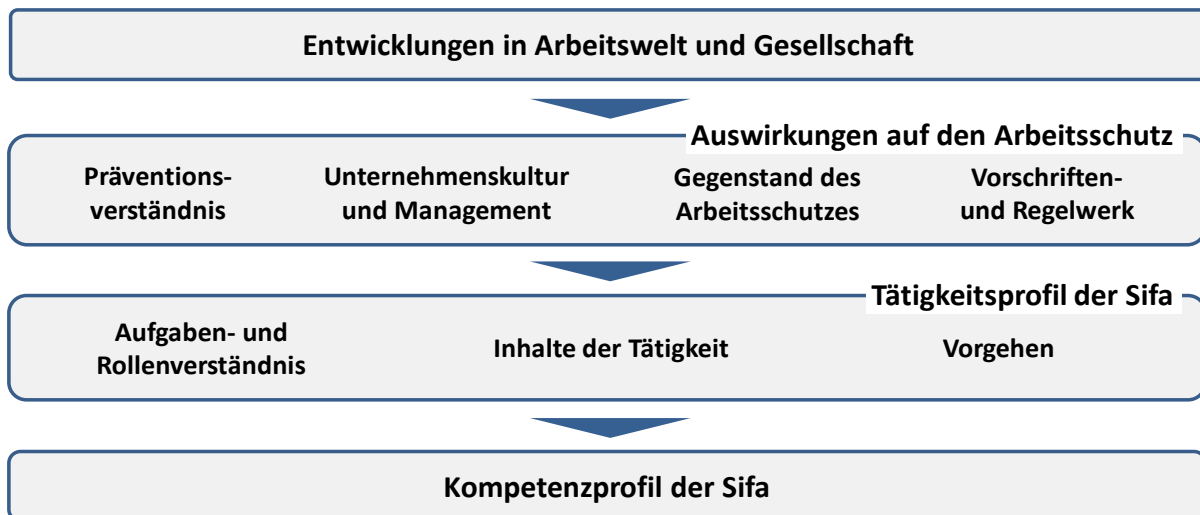 Entwicklungen in Arbeitswelt und Gesellschaft
Auswirkungen auf den Arbeitsschutz
Präventions-
verständnis
Unternehmenskultur
und Management
Gegenstand des
Arbeitsschutzes
Vorschriften-
und Regelwerk
Tätigkeitsprofil der Sifa
Aufgaben- und
Rollenverständnis
Inhalte der Tätigkeit
Vorgehen
Kompetenzprofil der Sifa